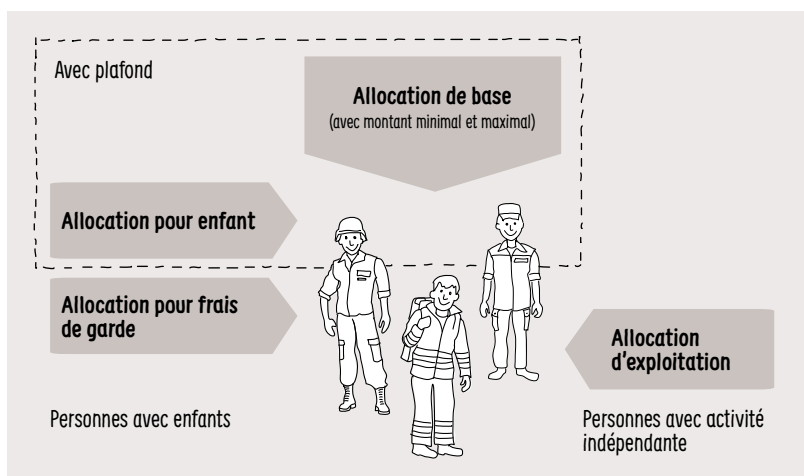 Avec plafond
Allocation de base
(avec montant minimal et maximal)
Allocation pour enfant
Allocation pour frais
de garde
Allocation
d'exploitation
Personnes avec enfants
Personnes avec activité
indépendante